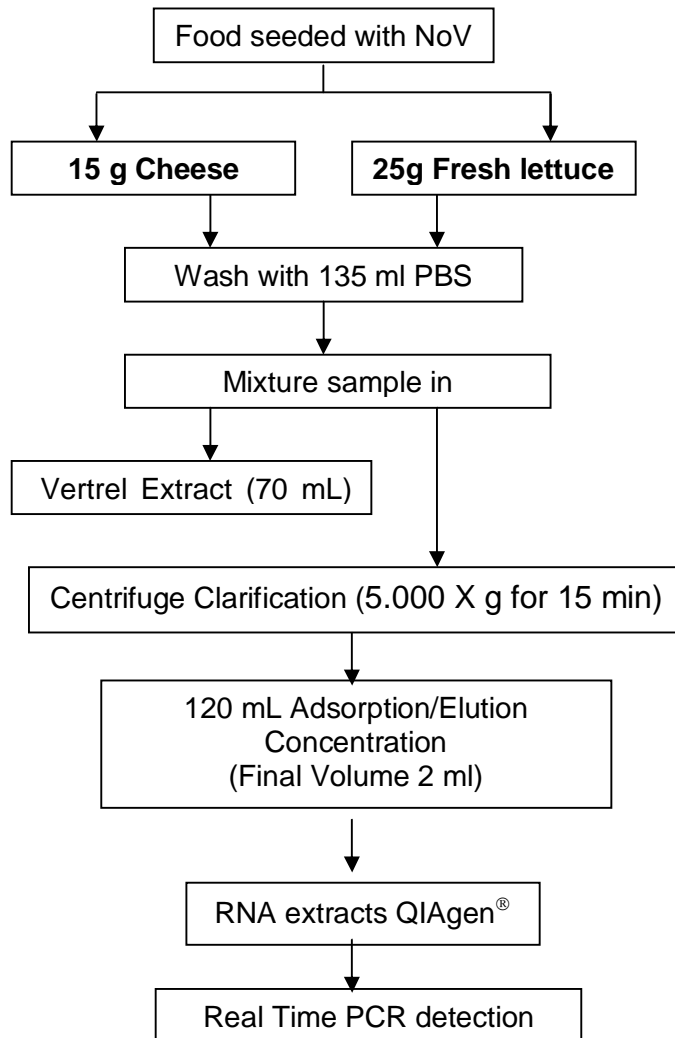 Food seeded with NoV
15 g Cheese
25g Fresh lettuce
Wash with 135 ml PBS
Mixture sample in
Vertrel Extract (70 mL)
Centrifuge Clarification (5.000 X g for 15 min)
120 mL Adsorption/Elution
Concentration
(Final Volume 2 ml)
RNA extracts QIAgen®
Real Time PCR detection